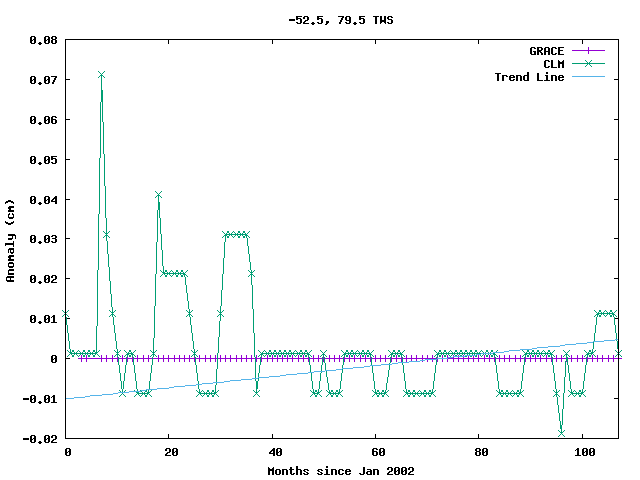 -52.5, 79.5 TWS
GRACE
CLM
Trend Line
0.08
0.07
0.06
0.05
0.04
0.03
0.02
0.01
0
-0.01
-0.02
Anomaly (cm)
0 20 40 60 80 100
Months since Jan 2002